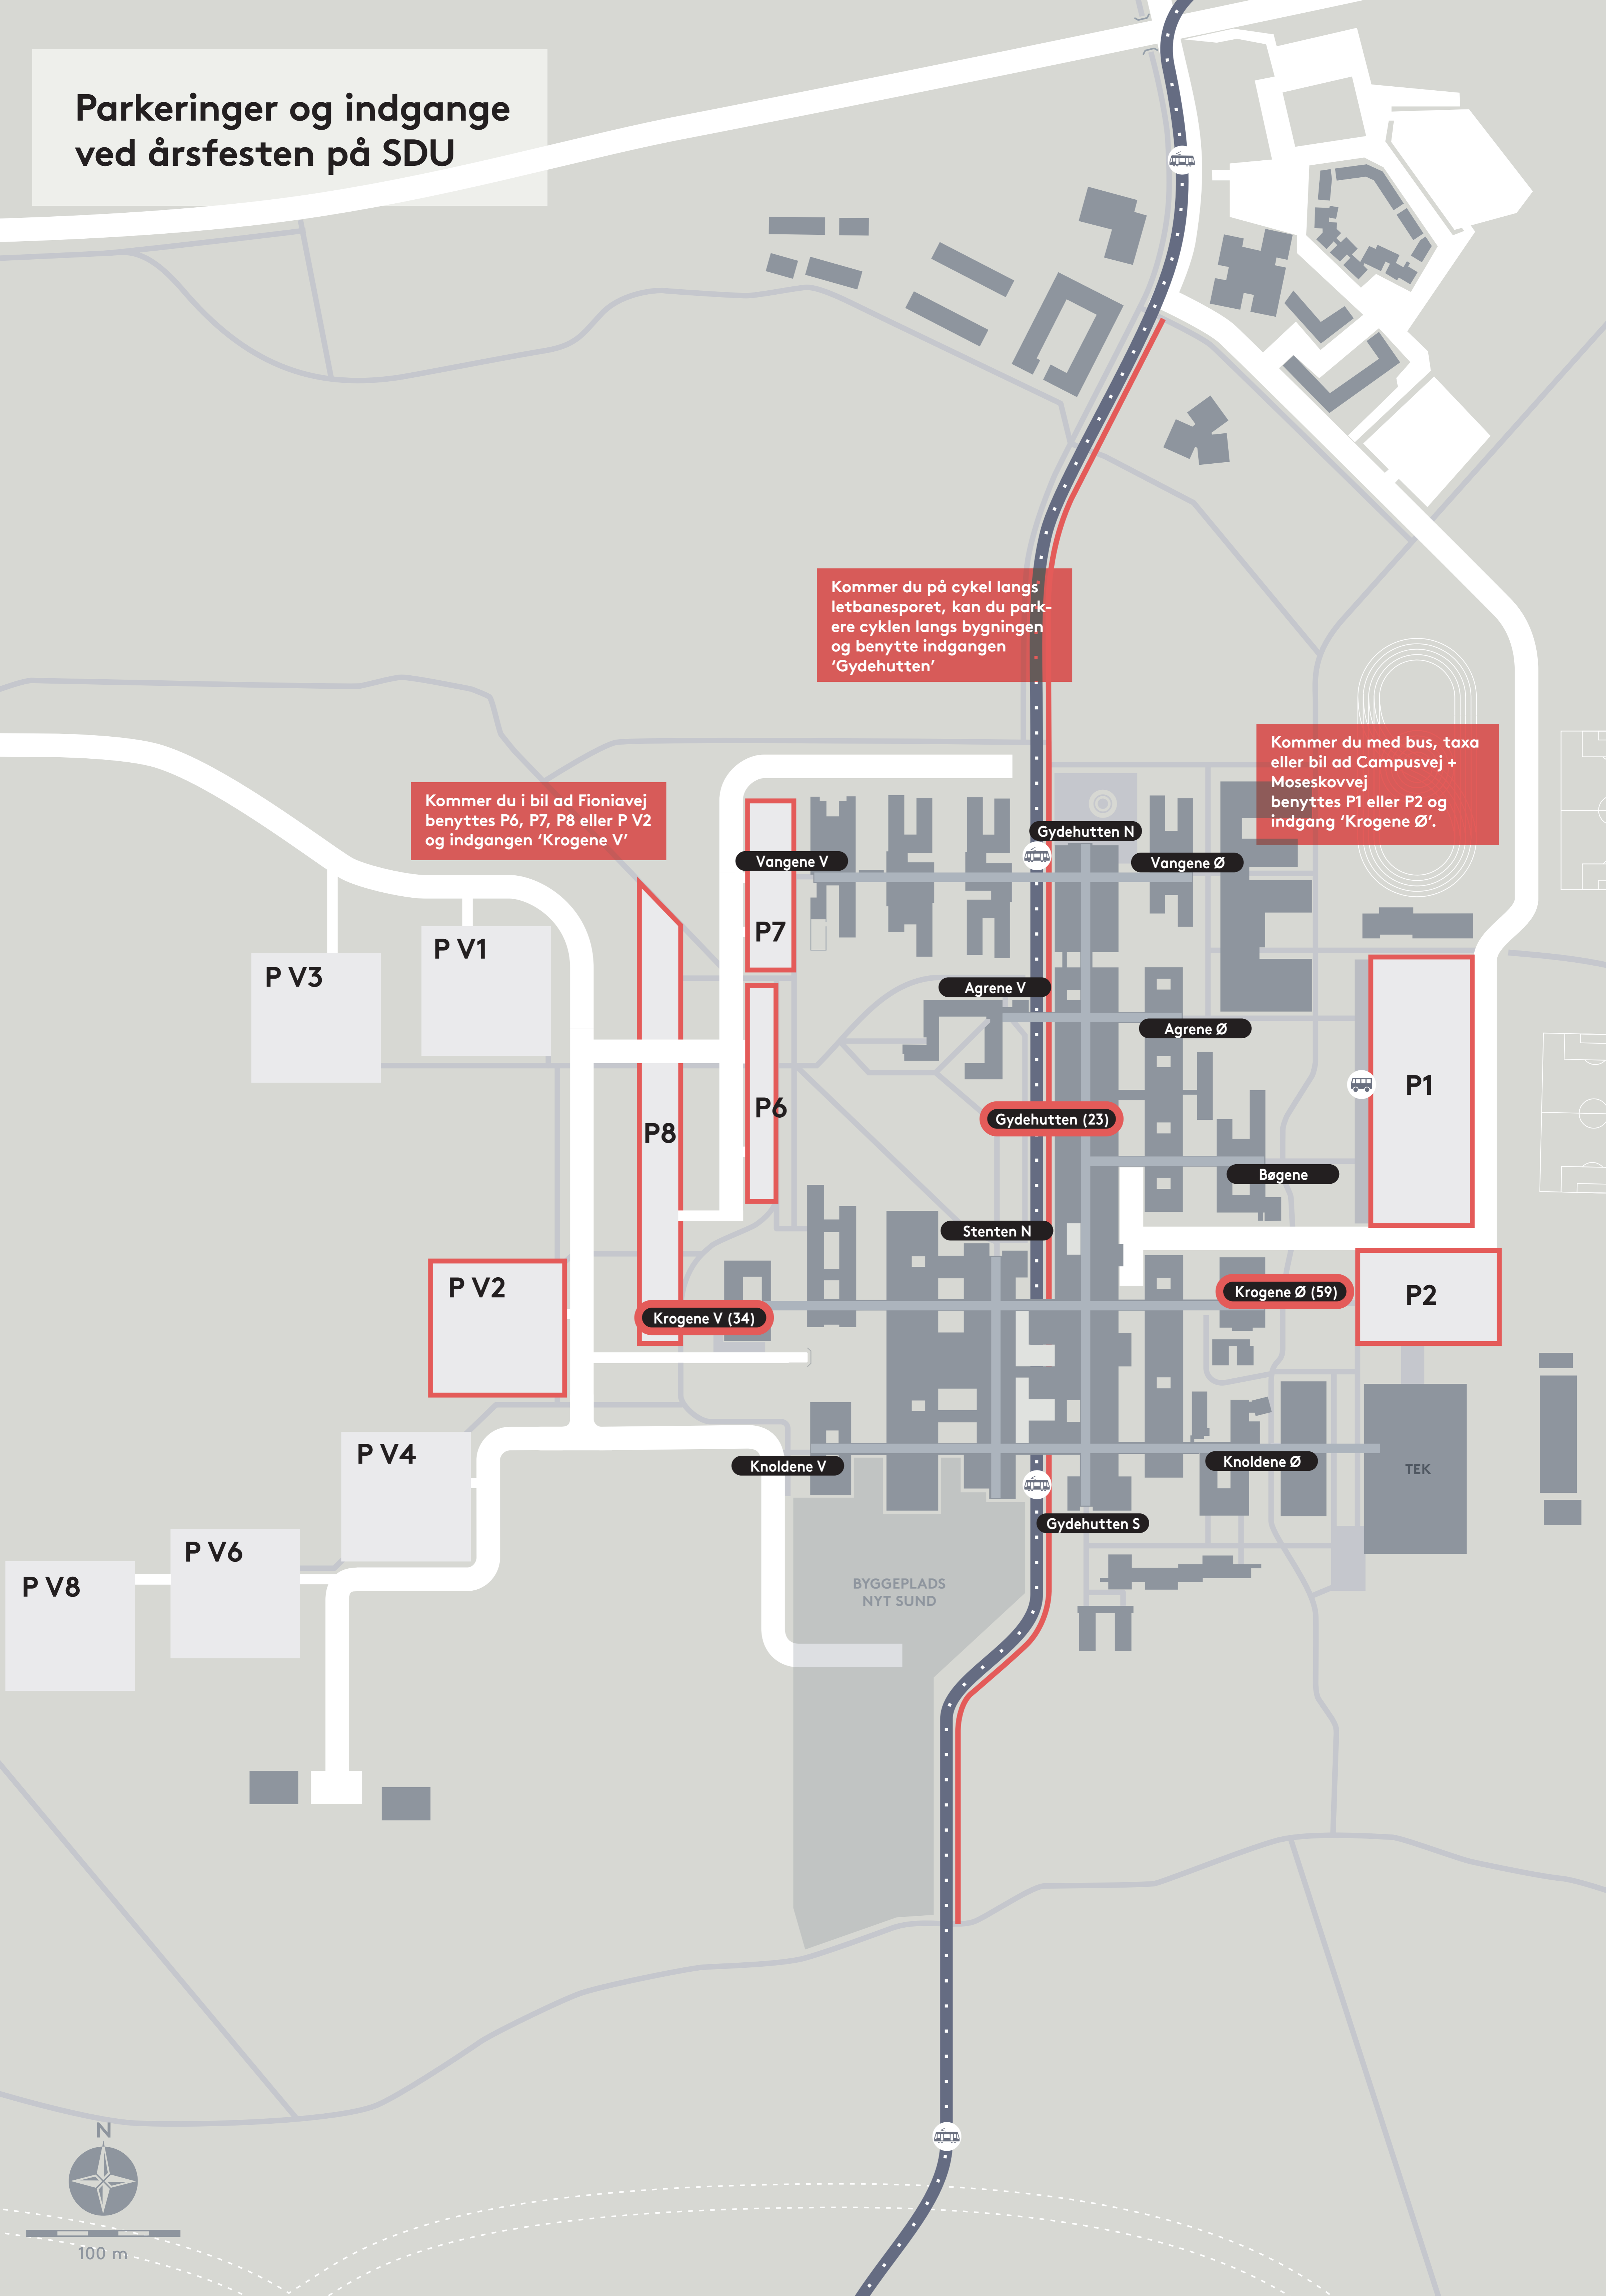 Parkeringer og indgange
ved årsfesten på SDU
Kommer du på cykel langs
letbanesporet, kan du park-
ere cyklen langs bygningen
og benytte indgangen
‘Gydehutten’
Kommer du med bus, taxa
eller bil ad Campusvej +
Moseskovvej
benyttes P1 eller P2 og
indgang ‘Krogene Ø’.
Kommer du i bil ad Fioniavej
benyttes P6, P7, P8 eller P V2
og indgangen ‘Krogene V’
Gydehutten N
Vangene V
Vangene Ø
P7
P V1
P V3
Agrene V
Agrene Ø
P1
P6
Gydehutten (23)
P8
Bøgene
Stenten N
P V2
Krogene Ø (59)
P2
Krogene V (34)
P V4
Knoldene V
Knoldene Ø
TEK
Gydehutten S
P V6
P V8
BYGGEPLADS
NYT SUND
N
100 m